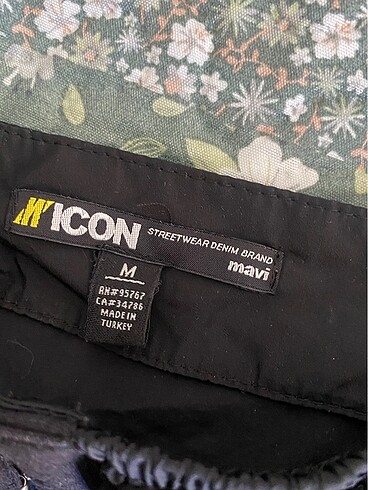 M'ICON STREETWEAR DENIM BRAND
mavi
M
RN#95767
CA#34786
MADE IN
TURKEY